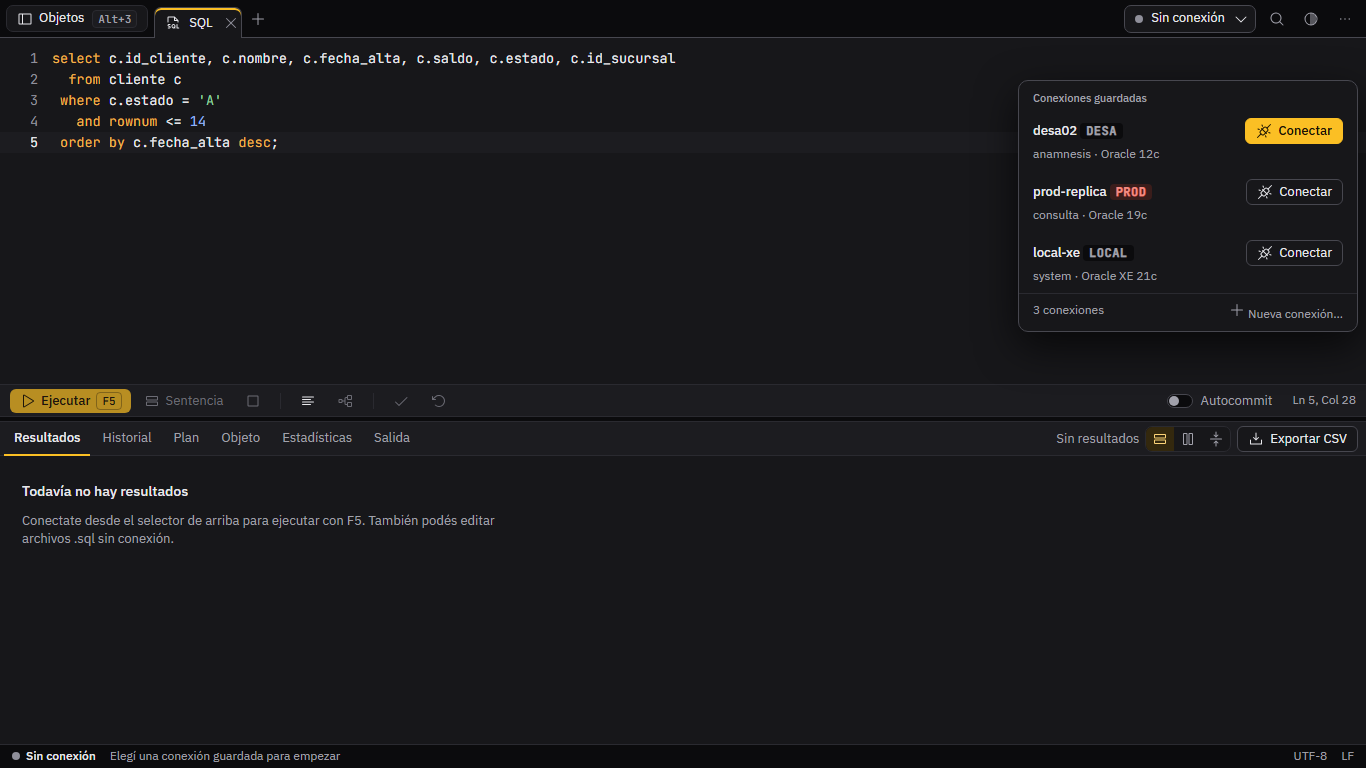 Objetos Alt+3 SQL SQL Sin conexión ...
1 select c.id_cliente, c.nombre, c.fecha_alta, c.saldo, c.estado, c.id_sucursal
2 from cliente c
3 where c.estado = 'A'
4 and rownum <= 14
5 order by c.fecha_alta desc;
Conexiones guardadas
desa02 DESA Conectar
anamnesis · Oracle 12c
prod-replica PROD Conectar
consulta · Oracle 19c
local-xe LOCAL Conectar
system · Oracle XE 21c
3 conexiones Nueva conexión...
Ejecutar F5 Sentencia Autocommit Ln 5, Col 28
Resultados Historial Plan Objeto Estadísticas Salida Sin resultados Exportar CSV
Todavía no hay resultados
Conectate desde el selector de arriba para ejecutar con F5. También podés editar
archivos .sql sin conexión.
Sin conexión Elegí una conexión guardada para empezar UTF-8 LF